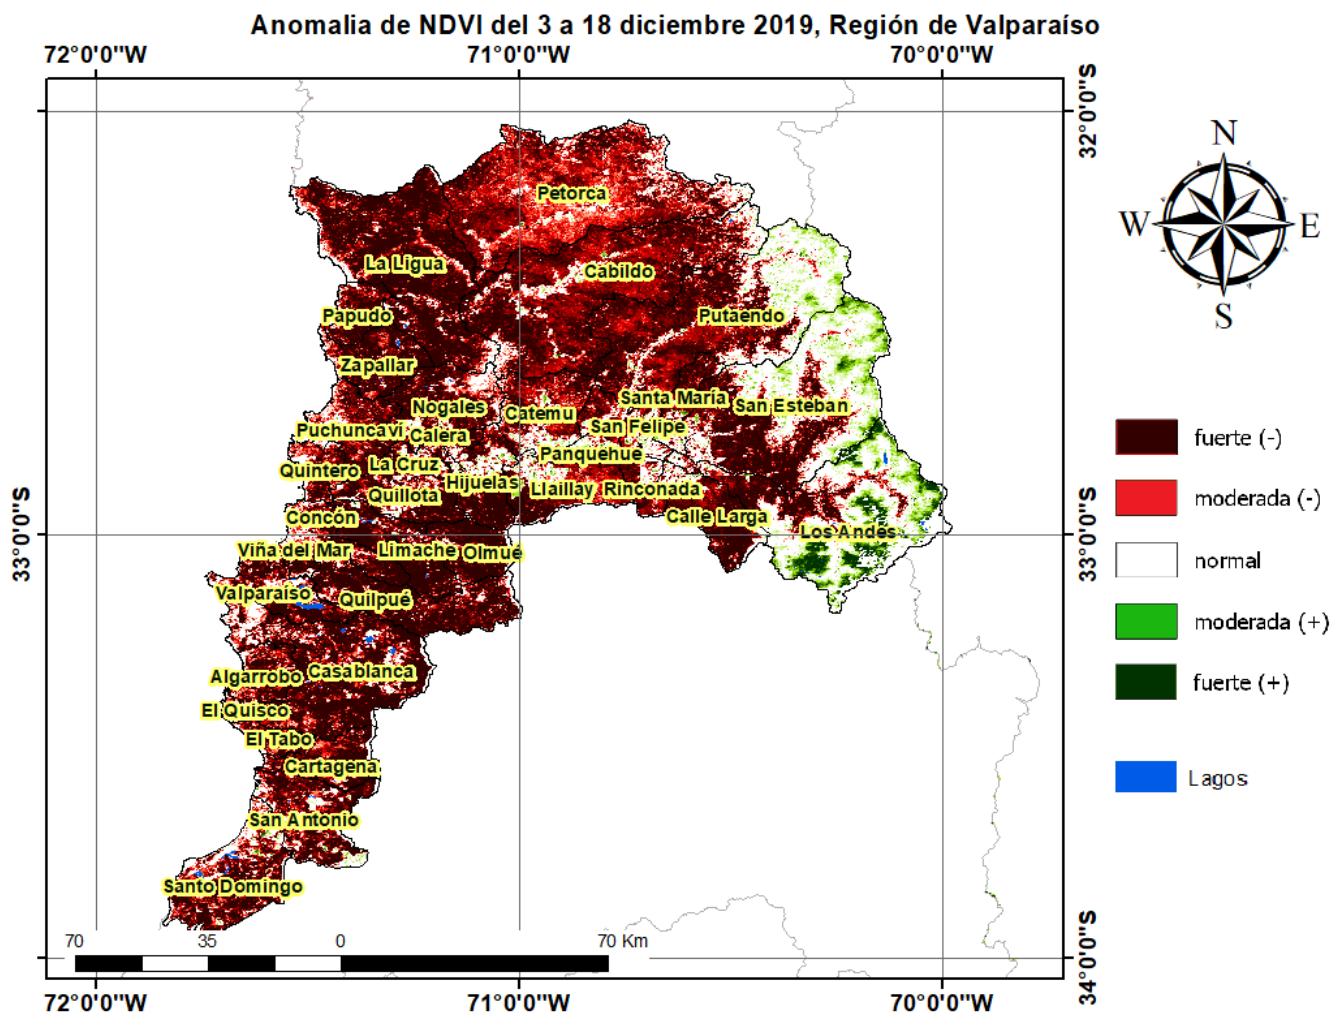 Anomalia de NDVI del 3 a 18 diciembre 2019, Región de Valparaíso
72°0'0"W 71°0'0"W 70°0'0"W
32°0'0"S
N
W E
S
Petorca
La Ligua
Cabildo
Papudo
Putaendo
Zapallar
Santa María
Nogales
Catemu
San Esteban
Puchuncaví
Calera
San Felipe
Panquehue
La Cruz
Quintero
Hijuelas
Llaillay
Rinconada
Quillota
Concón
Calle Larga
Los Andes
Viña del Mar
Limache
Olmué
Valparaíso
Quilpué
Algarrobo
Casablanca
El Quisco
El Tabo
Cartagena
San Antonio
Santo Domingo
33°0'0"S
33°0'0"S
fuerte (-)
moderada (-)
normal
moderada (+)
fuerte (+)
Lagos
70 35 0 70 Km
34°0'0"S
72°0'0"W 71°0'0"W 70°0'0"W